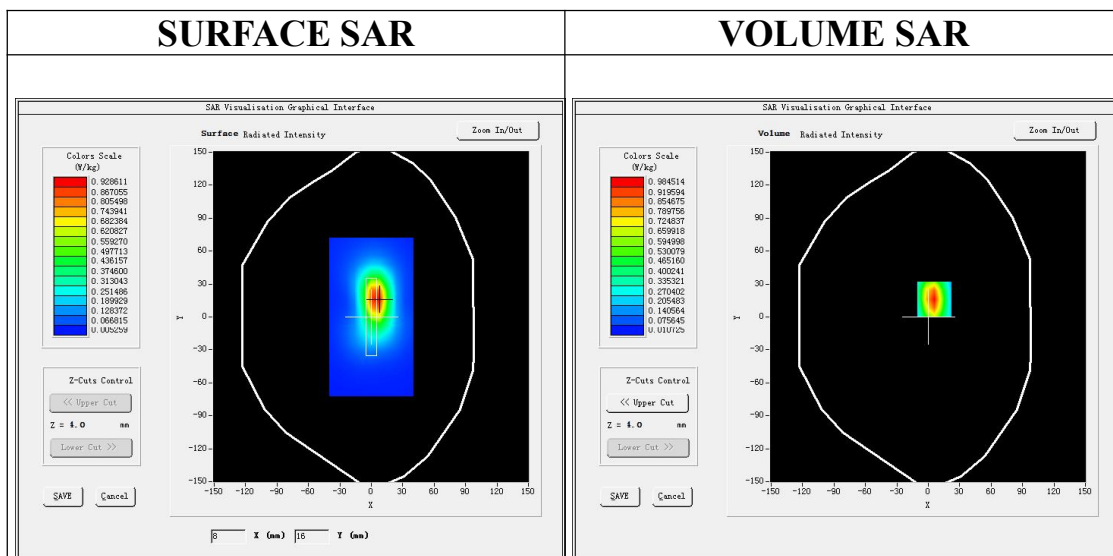 SURFACE SAR
VOLUME SAR
SAR Visualisation Graphical Interface
Surface Radiated Intensity
Zoom In/Out
Colors Scale
(W/kg)
0.928611
0.867055
0.805498
0.743941
0.682384
0.620827
0.559270
0.497713
0.436157
0.374600
0.313043
0.251486
0.189929
0.128372
0.066815
0.005259
150
120
90
60
30
0
-30
-60
-90
-120
-150
Y
-150 -120 -90 -60 -30 0 30 60 90 120 150
X
Z-Cuts Control
<< Upper Cut
Z = 4.0 mm
Lower Cut >>
SAVE Cancel
8 X (mm) 16 Y (mm)
SAR Visualisation Graphical Interface
Volume Radiated Intensity
Zoom In/Out
Colors Scale
(W/kg)
0.984514
0.919594
0.854675
0.789756
0.724837
0.659918
0.594998
0.530079
0.465160
0.400241
0.335321
0.270402
0.205483
0.140564
0.075645
0.010725
150
120
90
60
30
0
-30
-60
-90
-120
-150
Y
-150 -120 -90 -60 -30 0 30 60 90 120 150
X
Z-Cuts Control
<< Upper Cut
Z = 4.0 mm
Lower Cut >>
SAVE Cancel